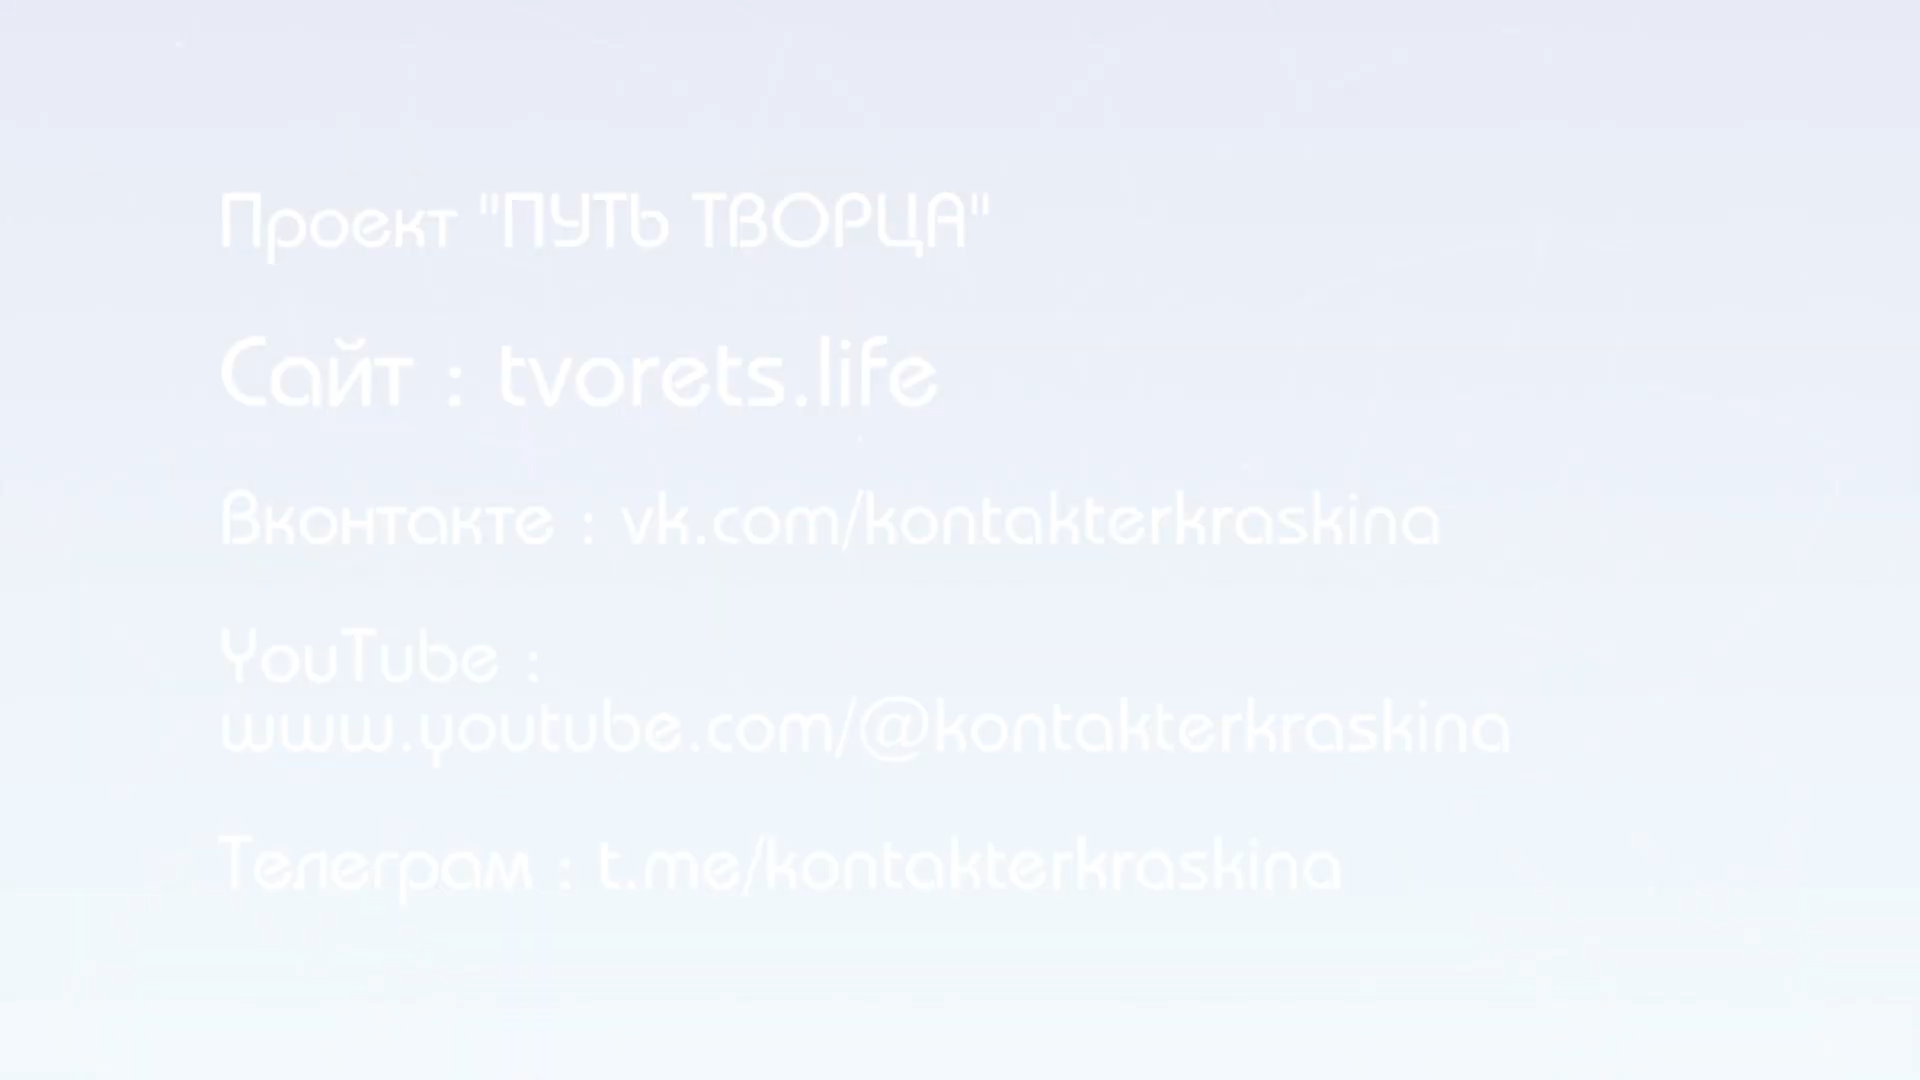 Проект "ПУТЬ ТВОРЦА"
Сайт : tvorets.life
Вконтакте : vk.com/kontakterkraskina
YouTube :
www.youtube.com/@kontakterkraskina
Телеграм : t.me/kontakterkraskina